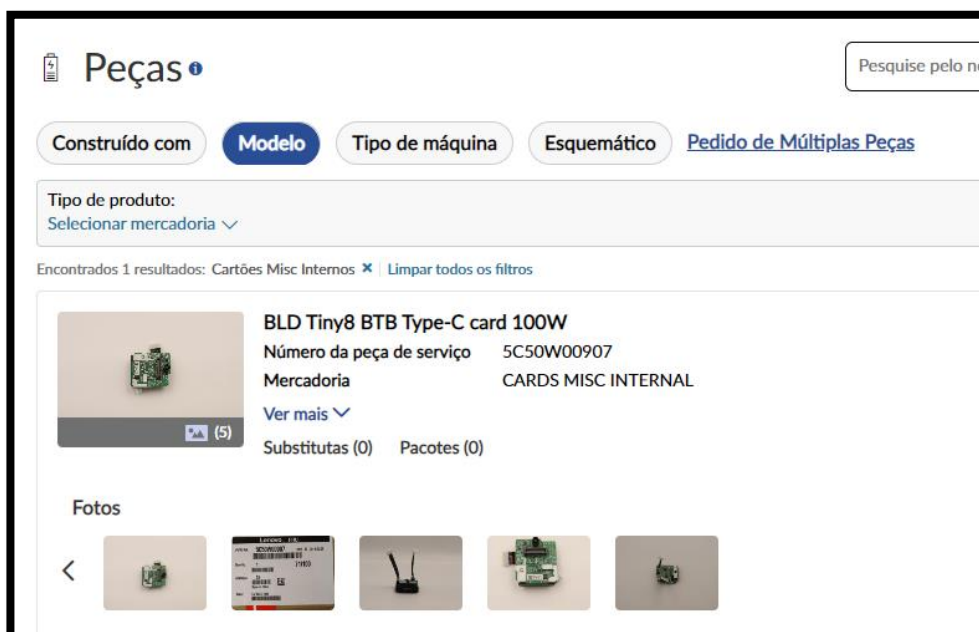 Peças
Pesquise pelo n
Construído com
Modelo
Tipo de máquina
Esquemático
Pedido de Múltiplas Peças
Tipo de produto:
Selecionar mercadoria
Encontrados 1 resultados: Cartões Misc Internos × | Limpar todos os filtros
BLD Tiny8 BTB Type-C card 100W
Número da peça de serviço 5C50W00907
Mercadoria CARDS MISC INTERNAL
Ver mais
(5)
Substitutas (0) Pacotes (0)
Fotos
Lenovo
5C50W00907